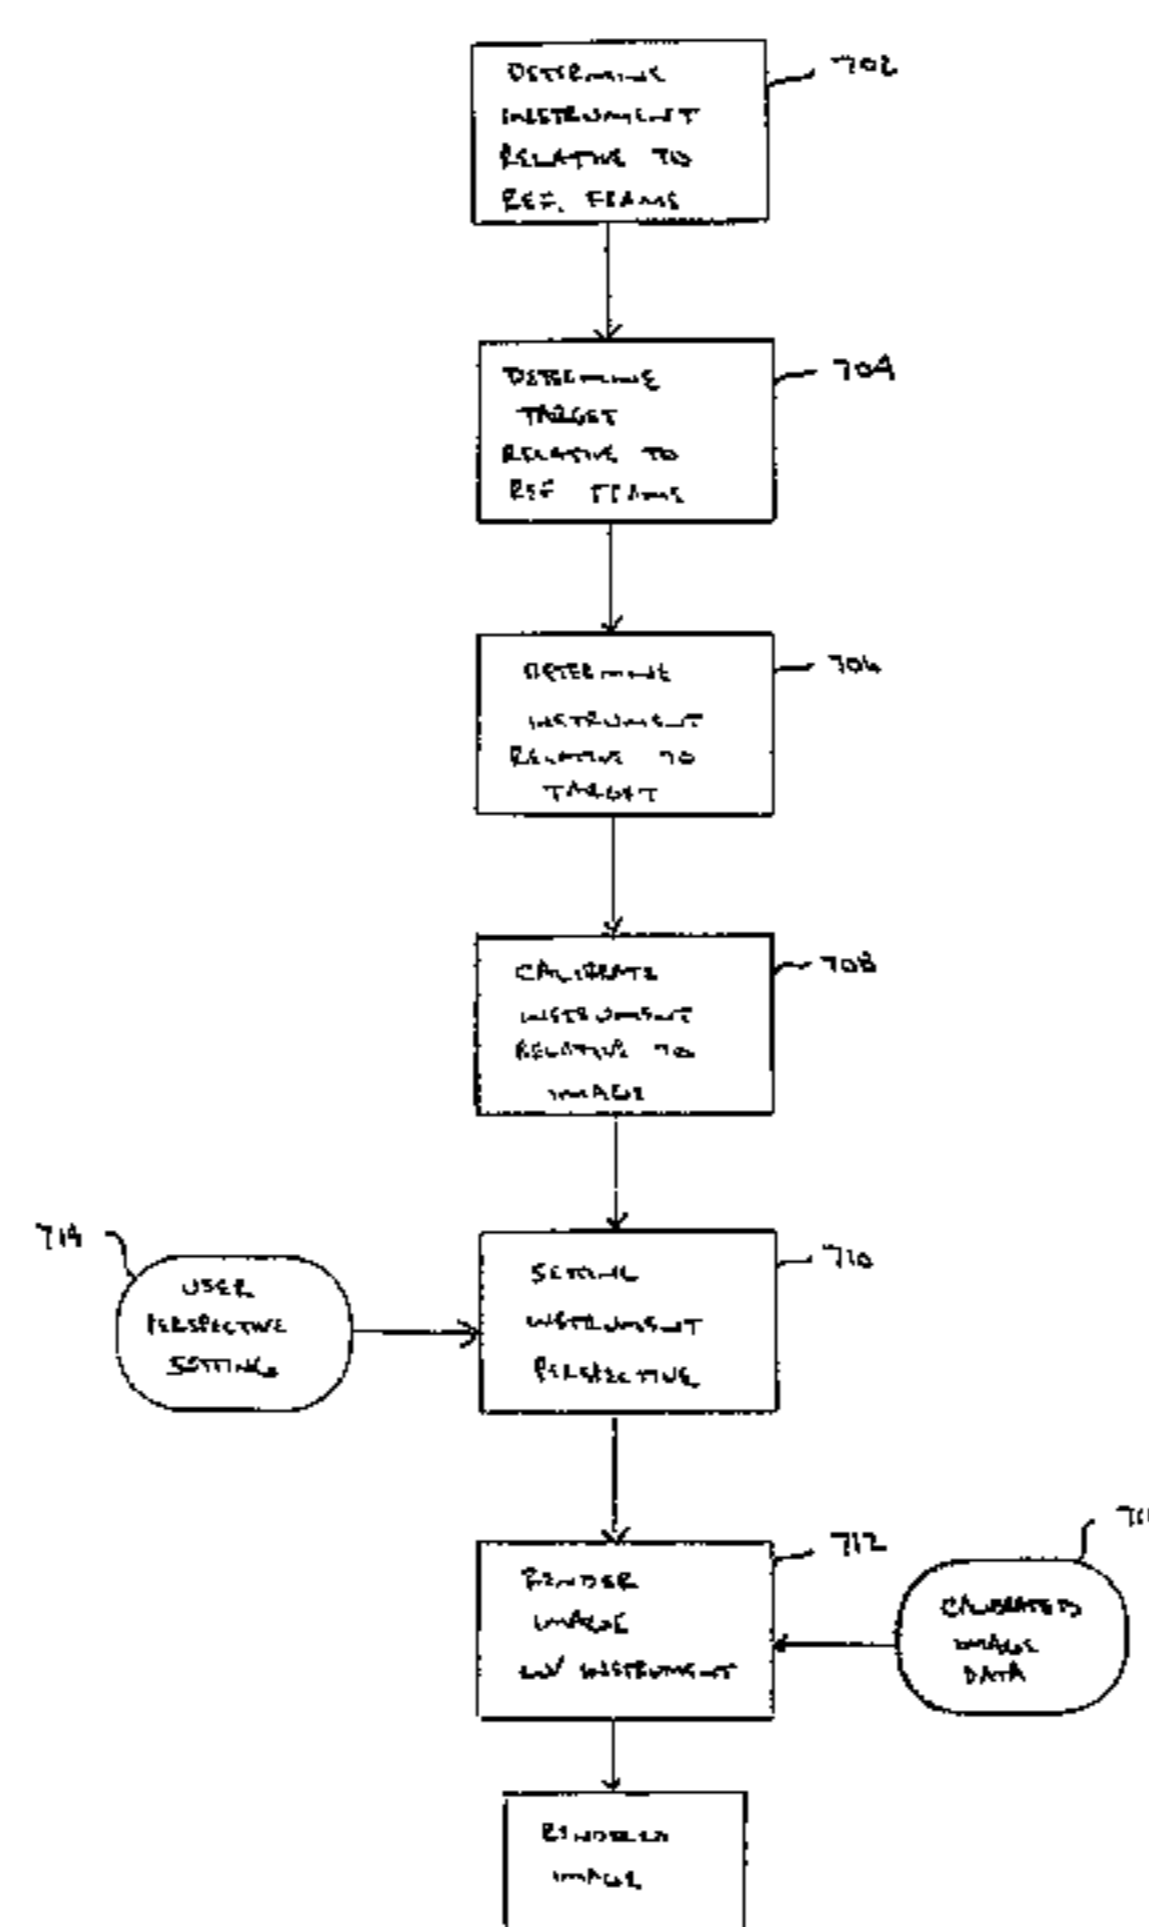 DETERMINE
702
INSTRUMENT
RELATIVE TO
REF. FRAME
DETERMINE
704
TARGET
RELATIVE TO
REF FRAME
DETERMINE
706
INSTRUMENT
RELATIVE TO
TARGET
CALIBRATE
708
INSTRUMENT
RELATIVE TO
IMAGE
714
USER
PERSPECTIVE
SETTING
SETTING
710
INSTRUMENT
PERSPECTIVE
RENDER
712
IMAGE
W/ INSTRUMENT
CALIBRATED
IMAGE
DATA
RENDERED
IMAGE